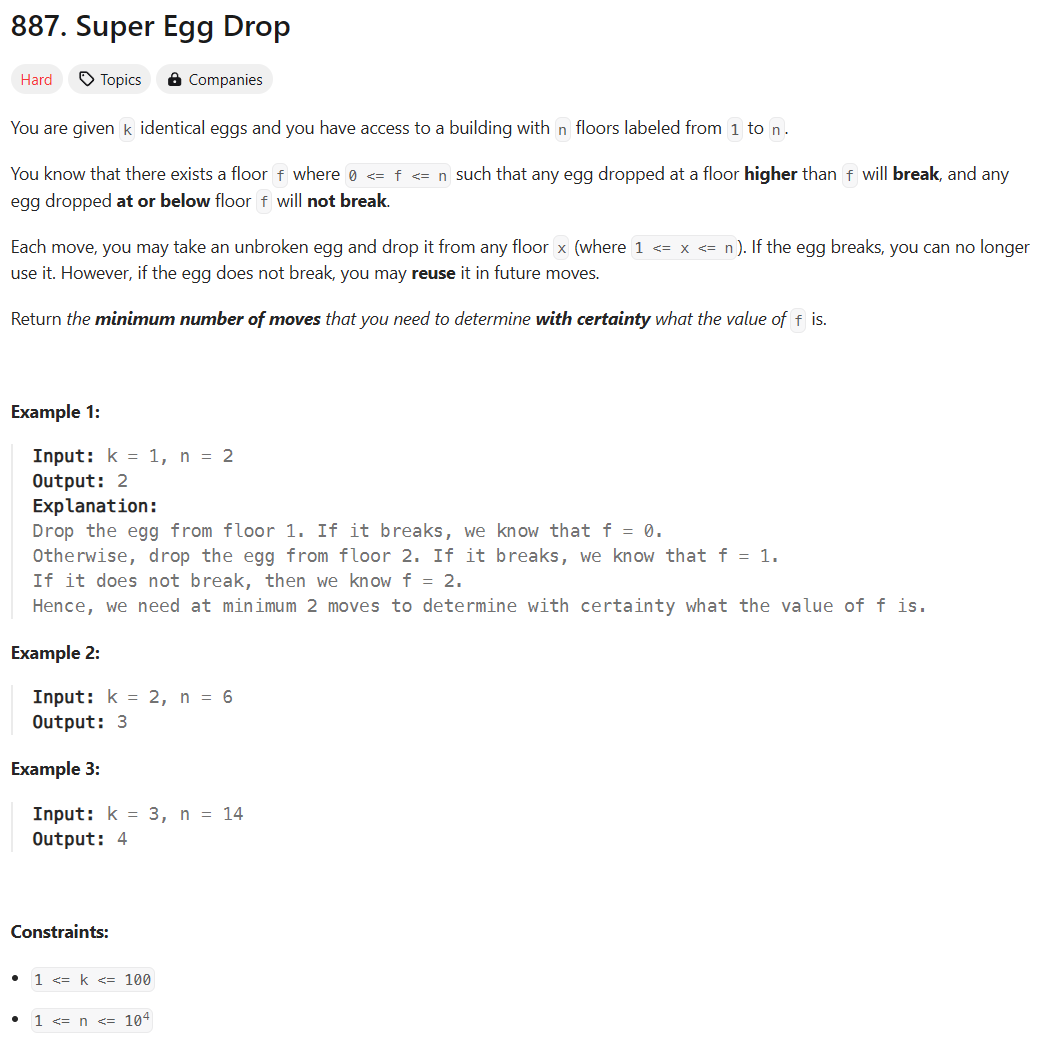 887. Super Egg Drop
Hard Topics Companies
You are given k identical eggs and you have access to a building with n floors labeled from 1 to n.
You know that there exists a floor f where 0 <= f <= n such that any egg dropped at a floor higher than f will break, and any
egg dropped at or below floor f will not break.
Each move, you may take an unbroken egg and drop it from any floor x (where 1 <= x <= n). If the egg breaks, you can no longer
use it. However, if the egg does not break, you may reuse it in future moves.
Return the minimum number of moves that you need to determine with certainty what the value of f is.
Example 1:
Input: k = 1, n = 2
Output: 2
Explanation:
Drop the egg from floor 1. If it breaks, we know that f = 0.
Otherwise, drop the egg from floor 2. If it breaks, we know that f = 1.
If it does not break, then we know f = 2.
Hence, we need at minimum 2 moves to determine with certainty what the value of f is.
Example 2:
Input: k = 2, n = 6
Output: 3
Example 3:
Input: k = 3, n = 14
Output: 4
Constraints:
• 1 <= k <= 100
• 1 <= n <= 10⁴